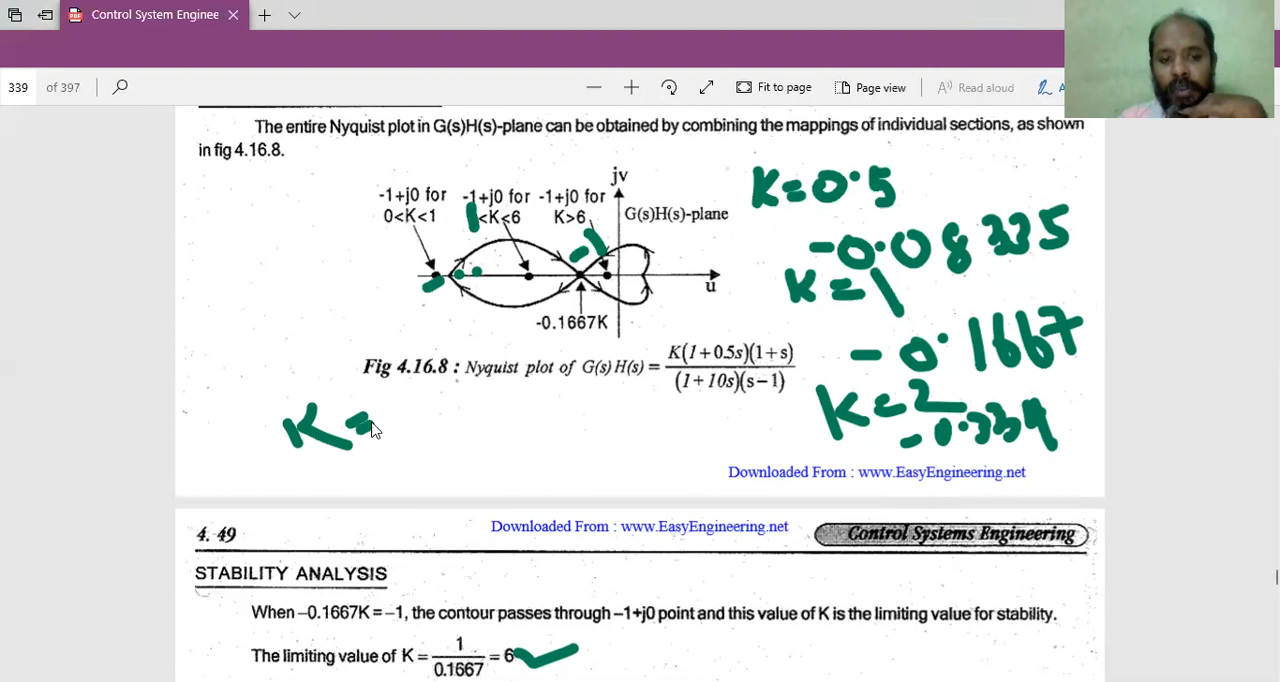 Control System Enginee
339 of 397
Fit to page
Page view
Read aloud
The entire Nyquist plot in G(s)H(s)-plane can be obtained by combining the mappings of individual sections, as shown
in fig 4.16.8.
jv
-1+j0 for -1+j0 for -1+j0 for
0<K<1 1<K<6 K>6
G(s)H(s)-plane
-1
u
-0.1667K
K=0.5
-0.08335
K=1
-0.1667
K=2
-0.334
Fig 4.16.8 : Nyquist plot of G(s)H(s) = K(1+0.5s)(1+s)
(1+10s)(s−1)
K=
Downloaded From : www.EasyEngineering.net
4. 49
Downloaded From : www.EasyEngineering.net
Control Systems Engineering
STABILITY ANALYSIS
When -0.1667K = -1, the contour passes through -1+j0 point and this value of K is the limiting value for stability.
The limiting value of K = 1 / 0.1667 = 6